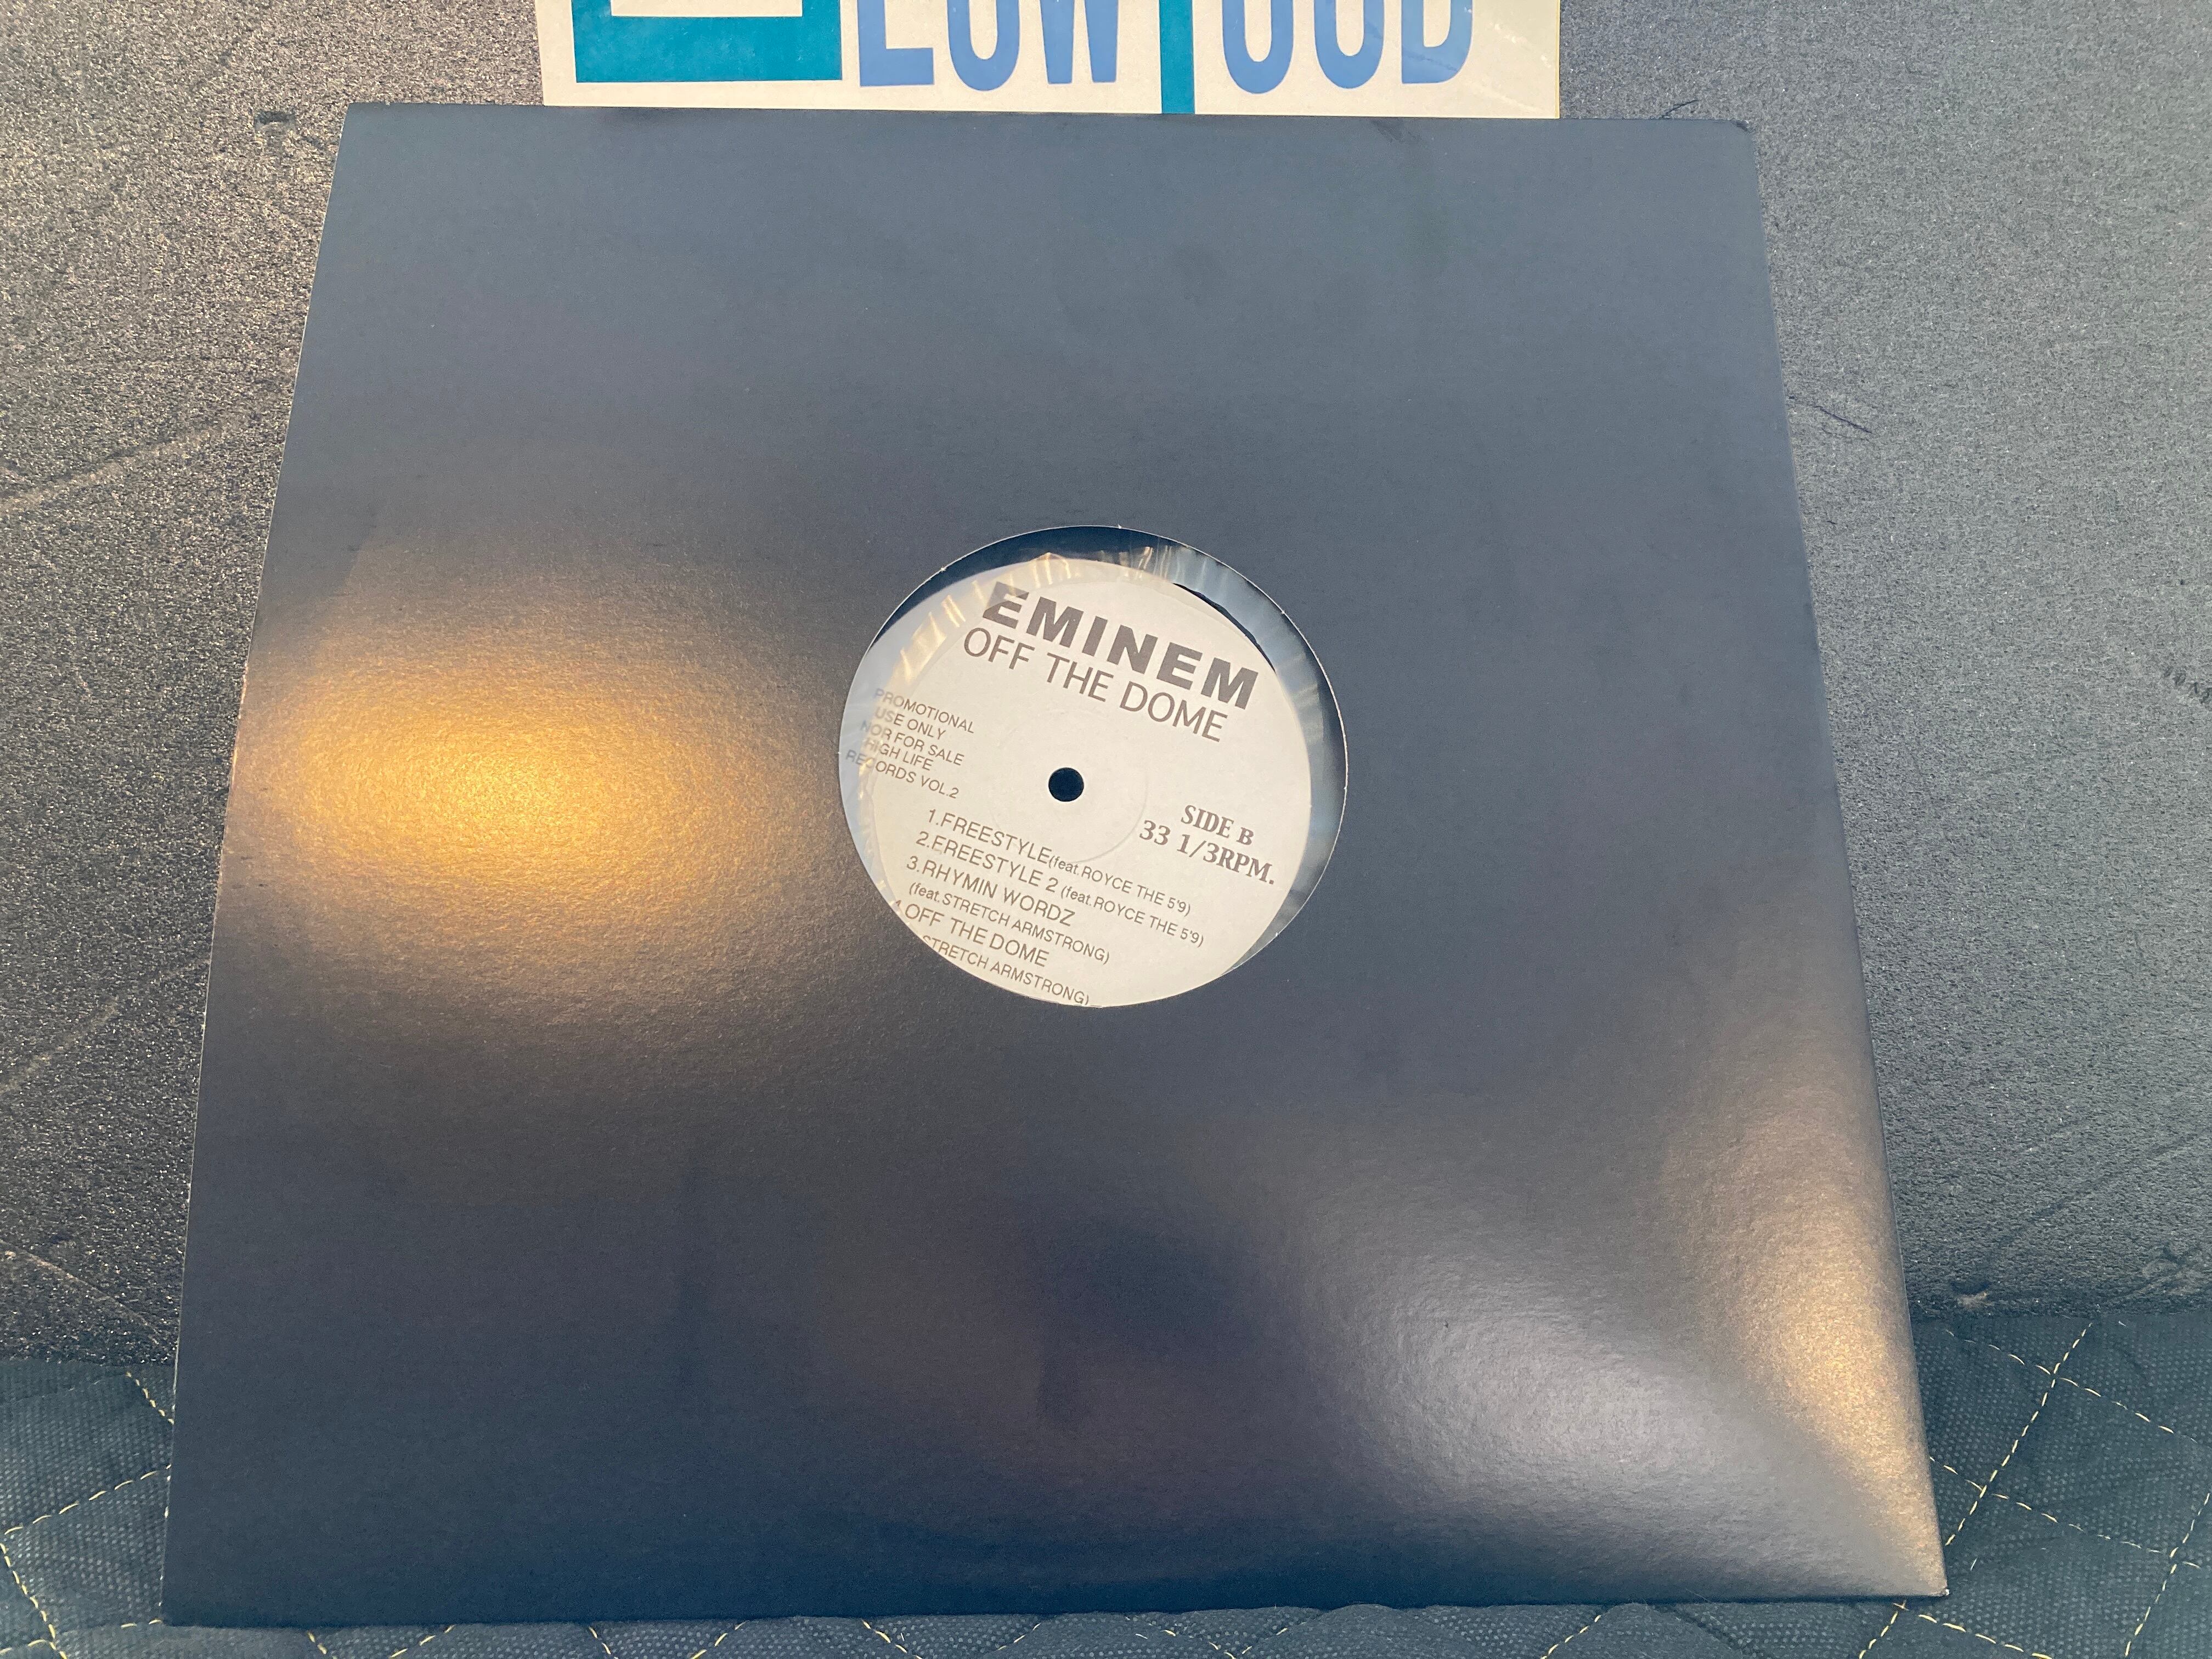 EMINEM
OFF THE DOME
PROMOTIONAL
USE ONLY
NOR FOR SALE
HIGH LIFE
RECORDS VOL.2
SIDE B
33 1/3RPM.
1.FREESTYLE(feat.ROYCE THE 5'9)
2.FREESTYLE 2 (feat.ROYCE THE 5'9)
3.RHYMIN WORDZ
(feat.STRETCH ARMSTRONG)
4.OFF THE DOME
STRETCH ARMSTRONG)